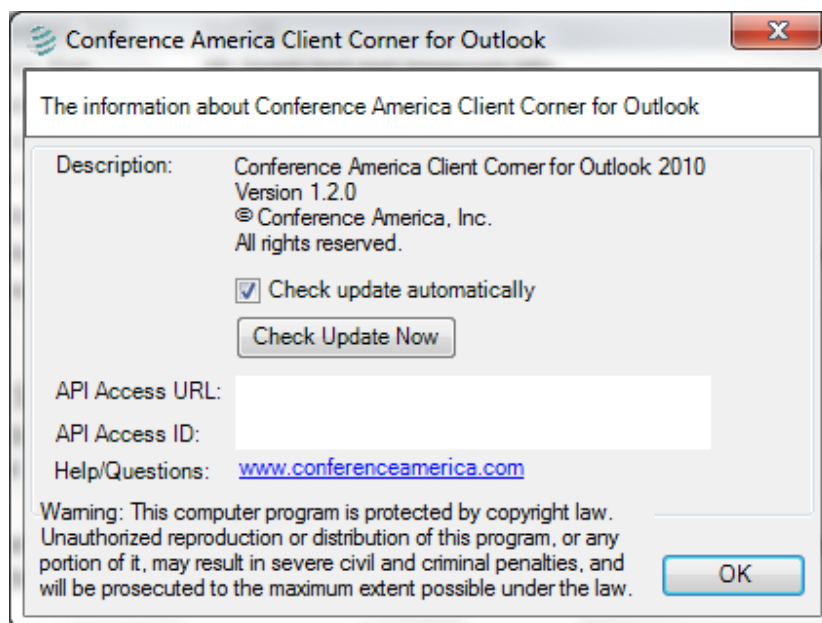 Conference America Client Corner for Outlook
The information about Conference America Client Corner for Outlook
Description: Conference America Client Corner for Outlook 2010
Version 1.2.0
© Conference America, Inc.
All rights reserved.
Check update automatically
Check Update Now
API Access URL:
API Access ID:
Help/Questions: www.conferenceamerica.com
Warning: This computer program is protected by copyright law.
Unauthorized reproduction or distribution of this program, or any
portion of it, may result in severe civil and criminal penalties, and
will be prosecuted to the maximum extent possible under the law.
OK